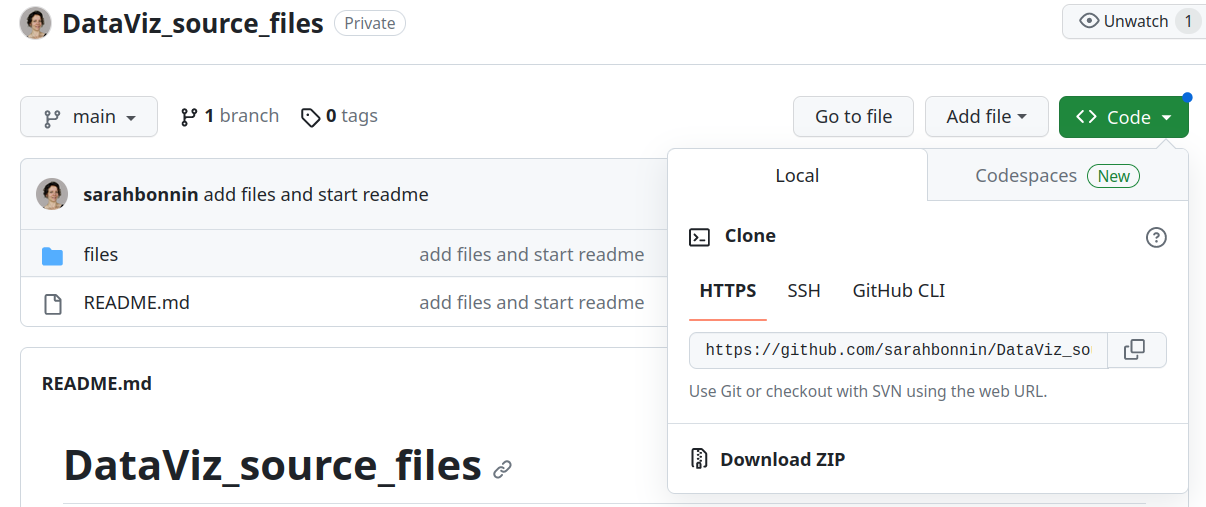 DataViz_source_files Private
Unwatch 1
main 1 branch 0 tags Go to file Add file <> Code
sarahbonnin add files and start readme
files add files and start readme
README.md add files and start readme
Local Codespaces New
Clone
HTTPS SSH GitHub CLI
https://github.com/sarahbonnin/DataViz_so
Use Git or checkout with SVN using the web URL.
Download ZIP
README.md
DataViz_source_files